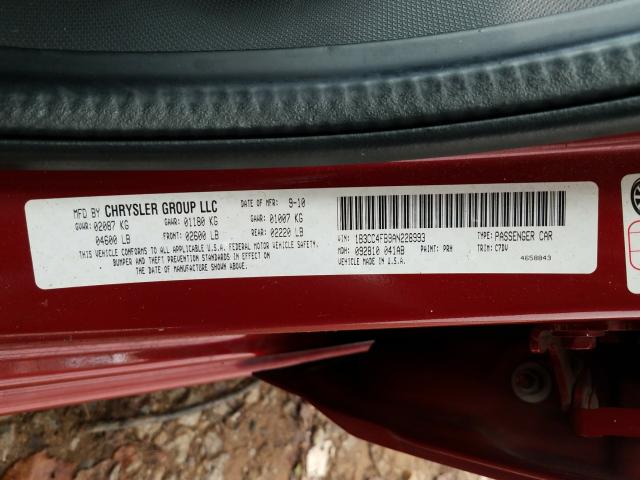 MFD BY CHRYSLER GROUP LLC DATE OF MFR: 9-10
GVWR: 02087 KG GAWR: 01180 KG GAWR: 01007 KG
04600 LB FRONT: 02600 LB REAR: 02220 LB
THIS VEHICLE CONFORMS TO ALL APPLICABLE U.S.A. FEDERAL MOTOR VEHICLE SAFETY,
BUMPER AND THEFT PREVENTION STANDARDS IN EFFECT ON
THE DATE OF MANUFACTURE SHOWN ABOVE.
VIN: 1B3CC4FB9AN226993 TYPE: PASSENGER CAR
MDH: 092810 041AB PAINT: PRH TRIM: C7DV
VEHICLE MADE IN U.S.A. 4658843